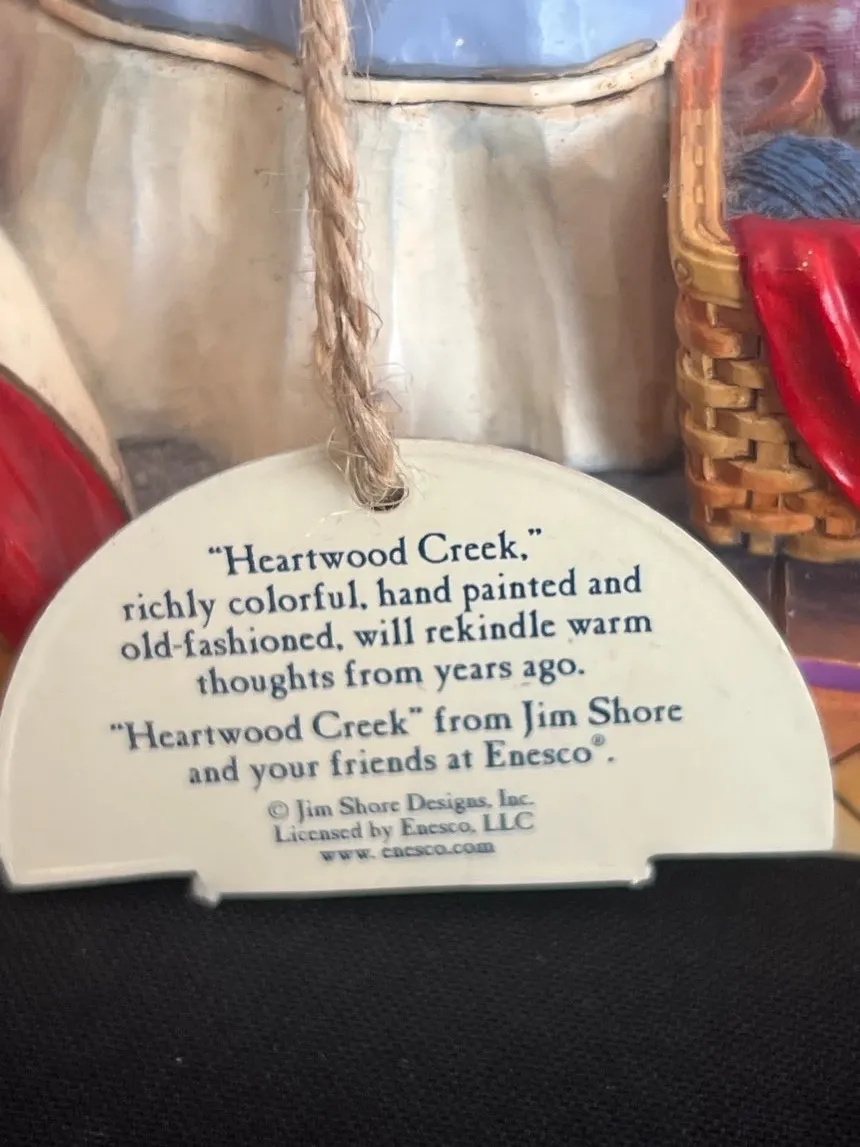 “Heartwood Creek,”
richly colorful, hand painted and
old-fashioned, will rekindle warm
thoughts from years ago.
“Heartwood Creek” from Jim Shore
and your friends at Enesco®.
© Jim Shore Designs, Inc.
Licensed by Enesco, LLC
www. enesco.com